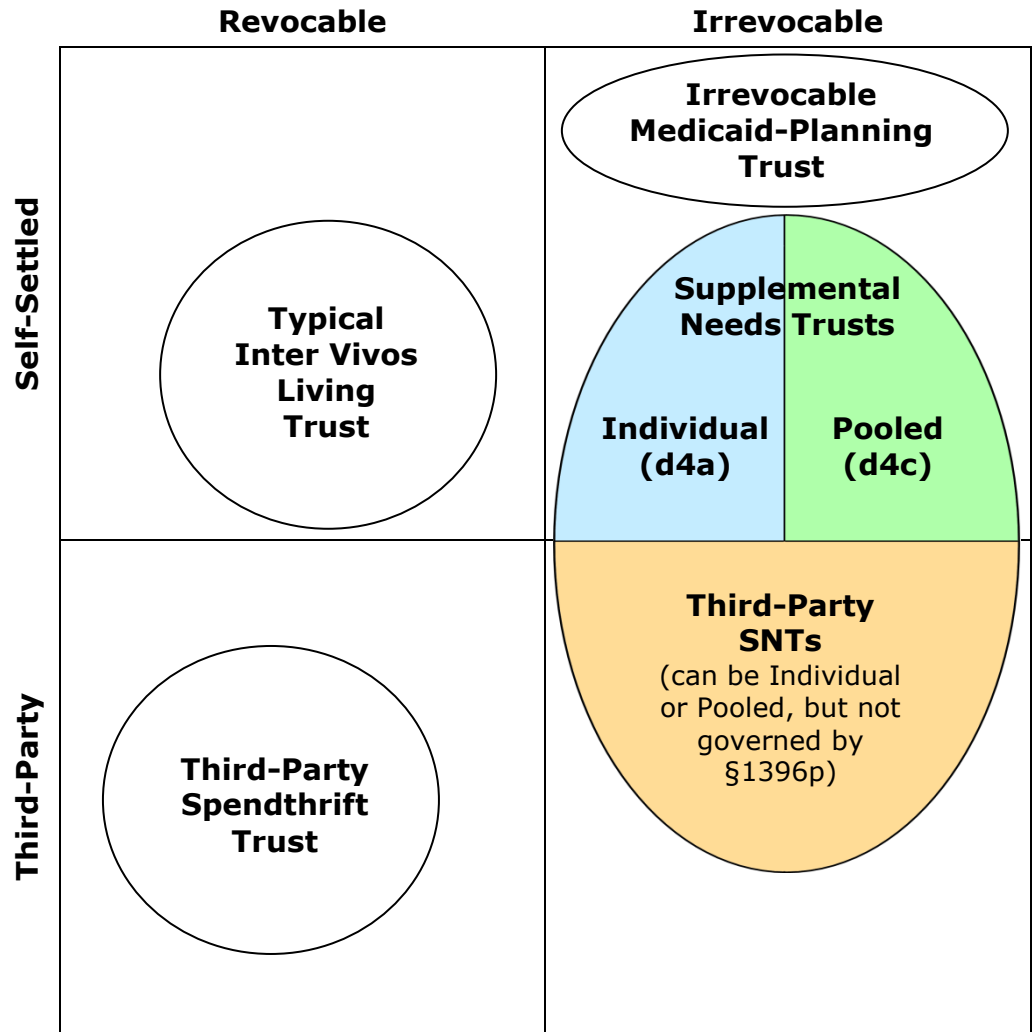 Revocable
Irrevocable
Self-Settled
Typical
Inter Vivos
Living
Trust
Irrevocable
Medicaid-Planning
Trust
Supplemental
Needs Trusts
Individual
(d4a)
Pooled
(d4c)
Third-Party
Third-Party
Spendthrift
Trust
Third-Party
SNTs
(can be Individual
or Pooled, but not
governed by
§1396p)